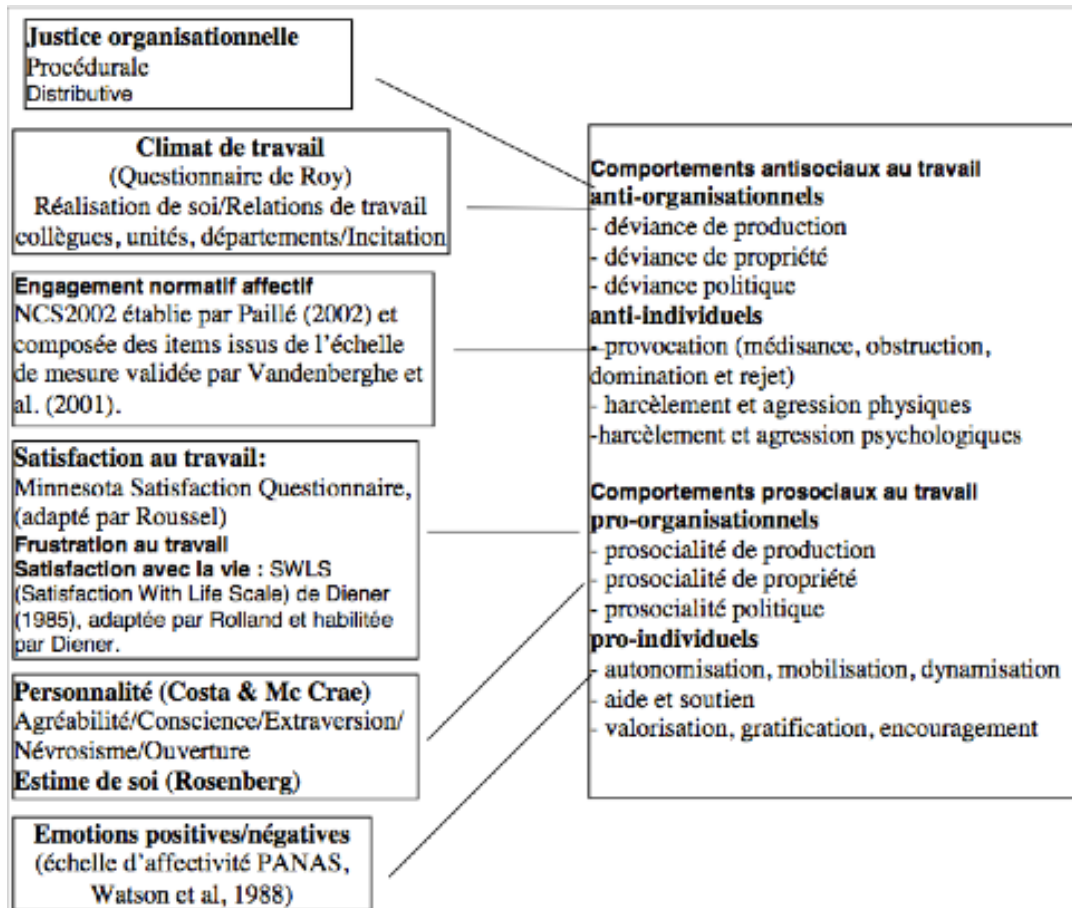 Justice organisationnelle
Procédurale
Distributive
Climat de travail
(Questionnaire de Roy)
Réalisation de soi/Relations de travail
collègues, unités, départements/Incitation
Engagement normatif affectif
NCS2002 établie par Paillé (2002) et
composée des items issus de l'échelle
de mesure validée par Vandenberghe et
al. (2001).
Satisfaction au travail:
Minnesota Satisfaction Questionnaire,
(adapté par Roussel)
Frustration au travail
Satisfaction avec la vie : SWLS
(Satisfaction With Life Scale) de Diener
(1985), adaptée par Rolland et habilitée
par Diener.
Personnalité (Costa & Mc Crae)
Agréabilité/Conscience/Extraversion/
Névrosisme/Ouverture
Estime de soi (Rosenberg)
Emotions positives/négatives
(échelle d'affectivité PANAS,
Watson et al, 1988)
Comportements antisociaux au travail
anti-organisationnels
- déviance de production
- déviance de propriété
- déviance politique
anti-individuels
- provocation (médisance, obstruction,
domination et rejet)
- harcèlement et agression physiques
-harcèlement et agression psychologiques
Comportements prosociaux au travail
pro-organisationnels
- prosocialité de production
- prosocialité de propriété
- prosocialité politique
pro-individuels
- autonomisation, mobilisation, dynamisation
- aide et soutien
- valorisation, gratification, encouragement